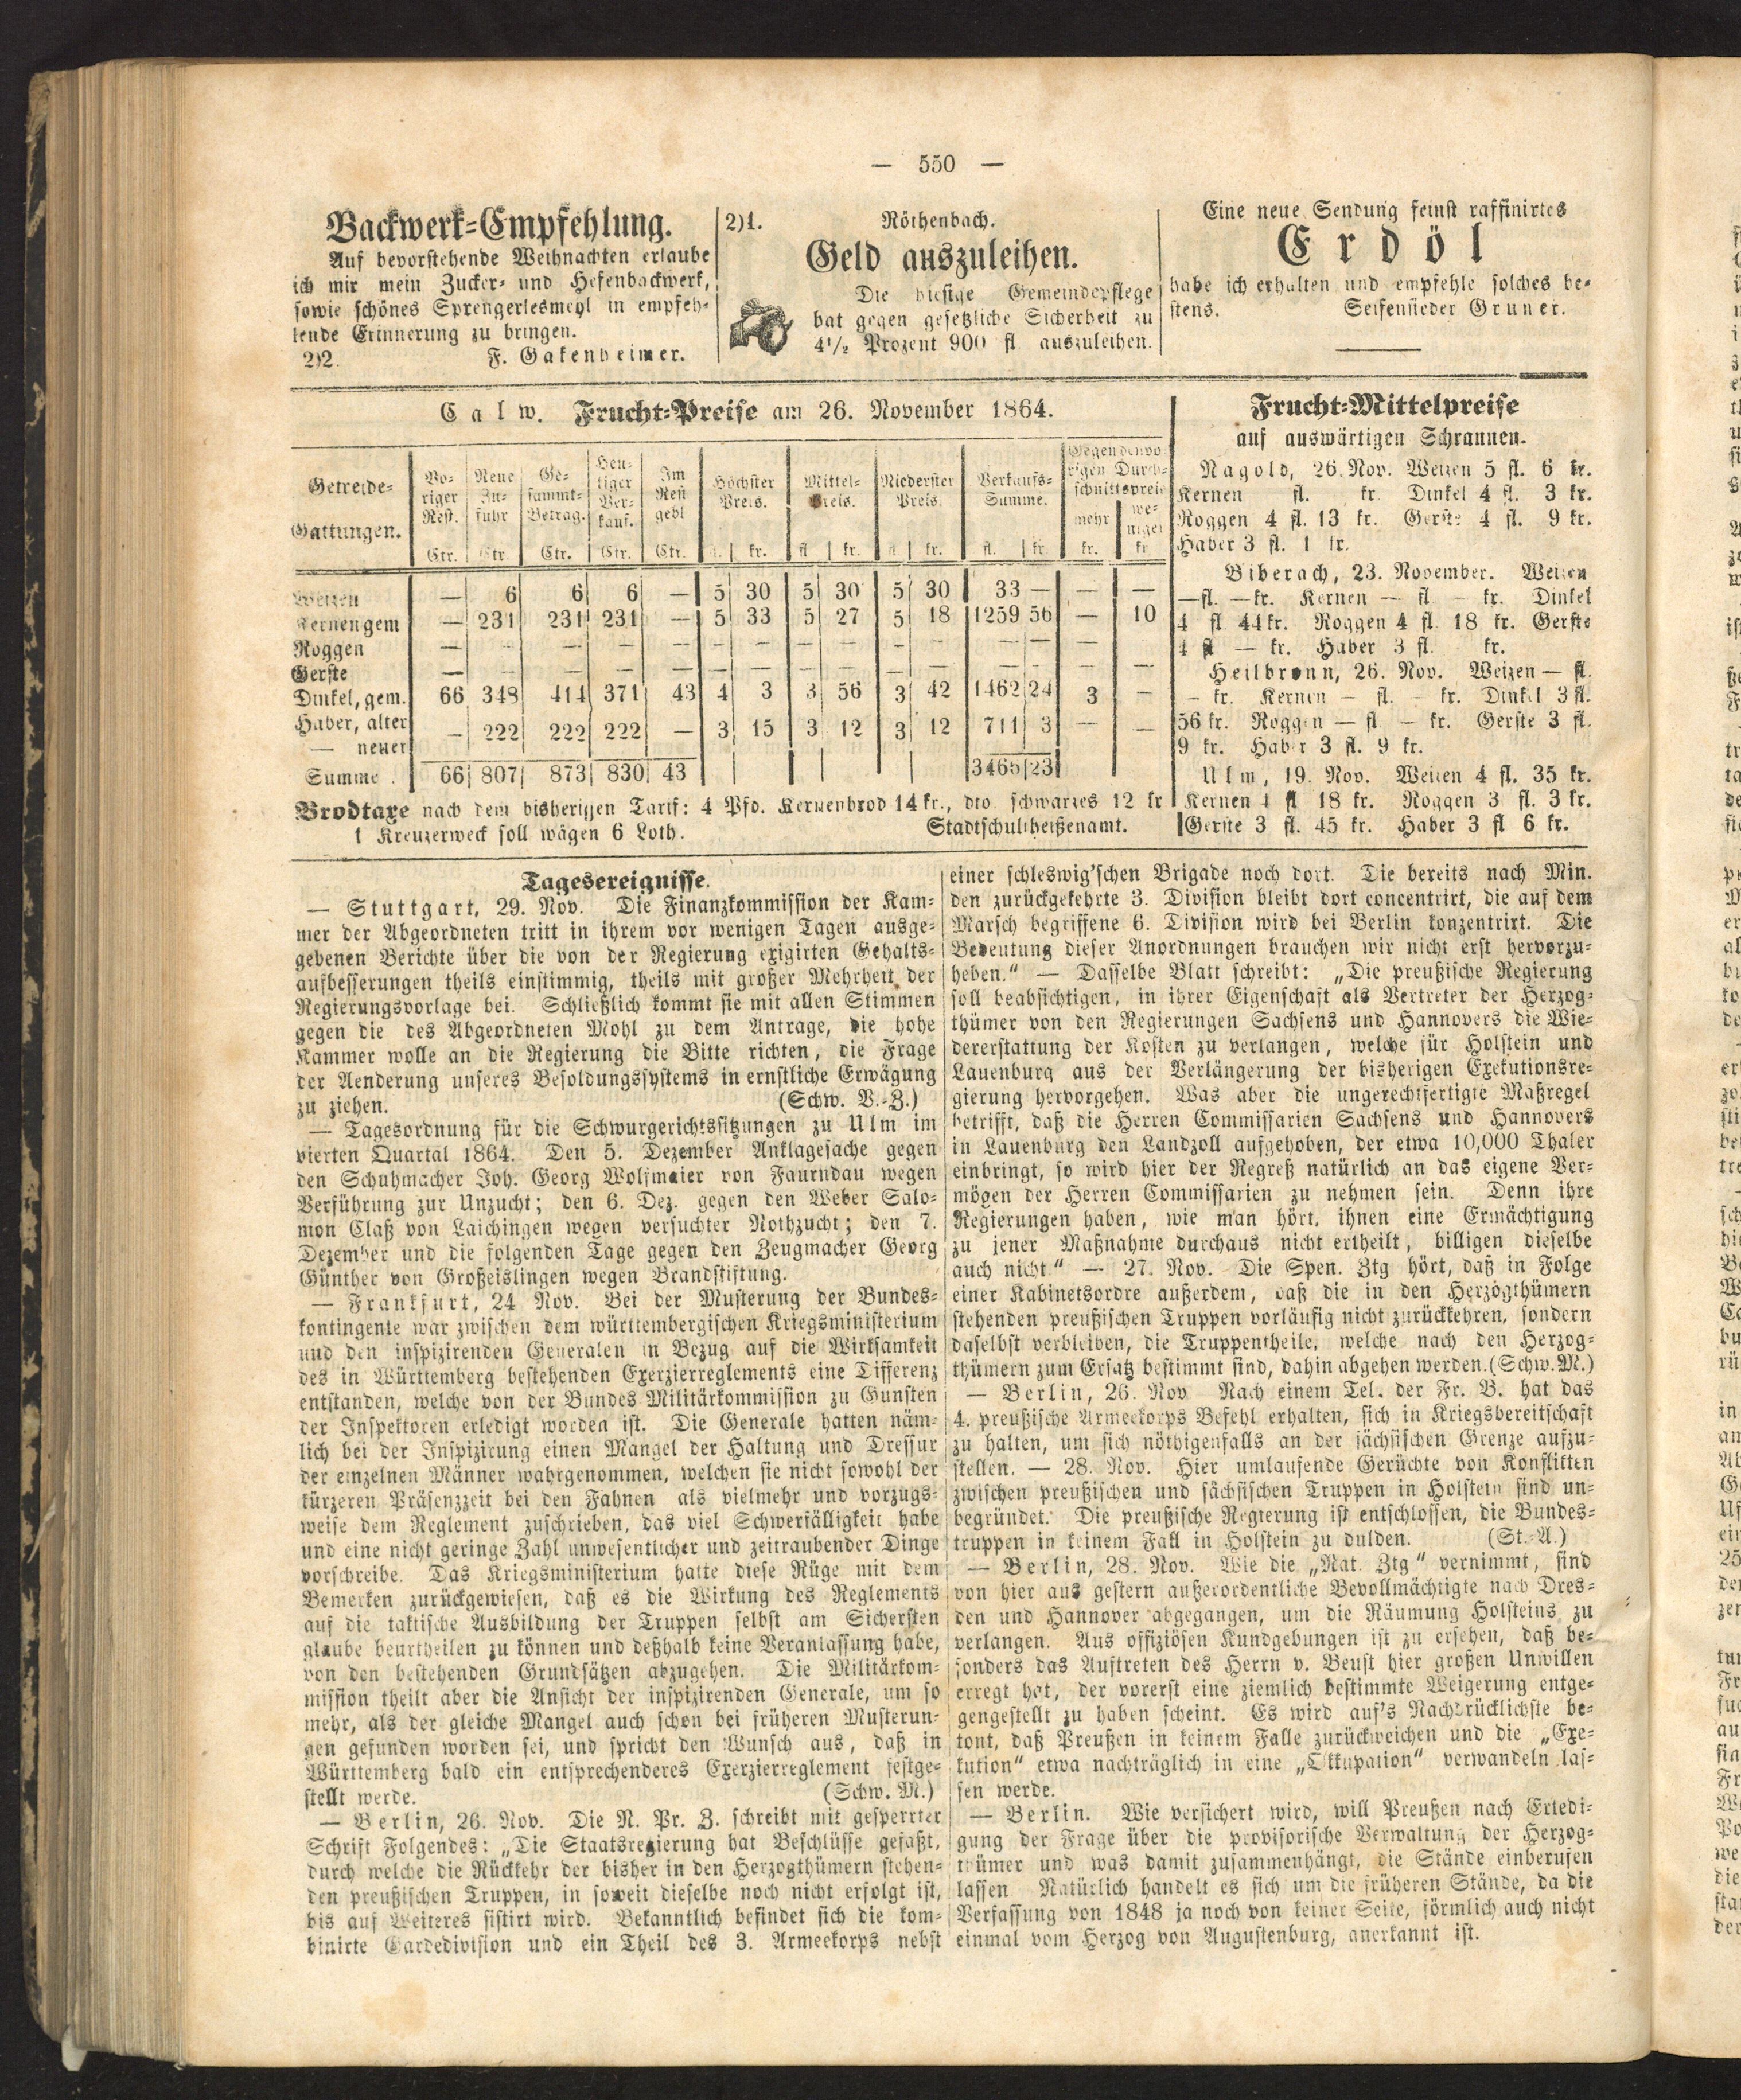 — 550 —
Backwerk-Empfehlung.
Auf bevorstehende Weihnachten erlaube
ich mir mein Zucker- und Hefenbackwerk,
sowie schönes Sprengerlesmehl in empfeh-
lende Erinnerung zu bringen.
2)2. F. Gakenheimer.
2)1. Röthenbach.
Geld auszuleihen.
Die hiesige Gemeindepflege
hat gegen gesetzliche Sicherheit zu
4½ Prozent 900 fl. auszuleihen.
Eine neue Sendung feinst raffinirtes
Erdöl
habe ich erhalten und empfehle solches be-
stens. Seifensieder Gruner.
Calw. Frucht-Preise am 26. November 1864.
Getreide-Gattungen. | Vo-riger Rest. | Neue Zu-fuhr | Ge-sammt-Betrag. | Heu-tiger Ver-kauf. | Im Rest gebl | Höchster Preis. | Mittel-Preis. | Niederster Preis. | Verkaufs-Summe. | Gegen den vo-rigen Durch-schnittspreis mehr | we-niger
Ctr. | Ctr. | Ctr. | Ctr. | Ctr. | fl. | kr. | fl. | kr. | fl. | kr. | fl. | kr. | kr. | kr.
Weizen | — | 6 | 6 | 6 | — | 5 | 30 | 5 | 30 | 5 | 30 | 33 | — | — | —
Kernen gem | — | 231 | 231 | 231 | — | 5 | 33 | 5 | 27 | 5 | 18 | 1259 | 56 | — | 10
Roggen | — | — | — | — | — | — | — | — | — | — | — | — | — | — | —
Gerste | — | — | — | — | — | — | — | — | — | — | — | — | — | — | —
Dinkel, gem. | 66 | 348 | 414 | 371 | 43 | 4 | 3 | 3 | 56 | 3 | 42 | 1462 | 24 | 3 | —
Haber, alter
— neuer | — | 222 | 222 | 222 | — | 3 | 15 | 3 | 12 | 3 | 12 | 711 | 3 | — | —
Summe . | 66 | 807 | 873 | 830 | 43 | 3466 | 23
Brodtaxe nach dem bisherigen Tarif: 4 Pfd. Kernenbrod 14 kr., dto. schwarzes 12 kr
1 Kreuzerweck soll wägen 6 Loth. Stadtschultheißenamt.
Frucht-Mittelpreise
auf auswärtigen Schrannen.
Nagold, 26. Nov. Weizen 5 fl. 6 kr.
Kernen fl. kr. Dinkel 4 fl. 3 kr.
Roggen 4 fl. 13 kr. Gerste 4 fl. 9 kr.
Haber 3 fl. 1 kr.
Biberach, 23. November. Weizen
— fl. — kr. Kernen — fl — kr. Dinkel
4 fl 44 kr. Roggen 4 fl. 18 kr. Gerste
4 fl — kr. Haber 3 fl. kr.
Heilbronn, 26. Nov. Weizen — fl.
— kr. Kernen — fl. — kr. Dinkel 3 fl.
56 kr. Roggen — fl — kr. Gerste 3 fl.
9 kr. Haber 3 fl. 9 kr.
Ulm, 19. Nov. Weizen 4 fl. 35 kr.
Kernen 4 fl 18 kr. Roggen 3 fl. 3 kr.
Gerste 3 fl. 45 kr. Haber 3 fl 6 kr.
Tagesereignisse.
— Stuttgart, 29. Nov. Die Finanzkommission der Kam-
mer der Abgeordneten tritt in ihrem vor wenigen Tagen ausge-
gebenen Berichte über die von der Regierung exigirten Gehalts-
aufbesserungen theils einstimmig, theils mit großer Mehrheit der
Regierungsvorlage bei. Schließlich kommt sie mit allen Stimmen
gegen die des Abgeordneten Mohl zu dem Antrage, die hohe
Kammer wolle an die Regierung die Bitte richten, die Frage
der Aenderung unseres Besoldungssystems in ernstliche Erwägung
zu ziehen. (Schw. V.-Z.)
— Tagesordnung für die Schwurgerichtssitzungen zu Ulm im
vierten Quartal 1864. Den 5. Dezember Anklagesache gegen
den Schuhmacher Joh. Georg Wolfmaier von Faurndau wegen
Verführung zur Unzucht; den 6. Dez. gegen den Weber Salo-
mon Claß von Laichingen wegen versuchter Nothzucht; den 7.
Dezember und die folgenden Tage gegen den Zeugmacher Georg
Günther von Großeislingen wegen Brandstiftung.
— Frankfurt, 24 Nov. Bei der Musterung der Bundes-
kontingente war zwischen dem württembergischen Kriegsministerium
und den inspizirenden Generalen in Bezug auf die Wirksamkeit
des in Württemberg bestehenden Exerzierreglements eine Differenz
entstanden, welche von der Bundes Militärkommission zu Gunsten
der Inspektoren erledigt worden ist. Die Generale hatten näm-
lich bei der Inspizirung einen Mangel der Haltung und Dressur
der einzelnen Männer wahrgenommen, welchen sie nicht sowohl der
kürzeren Präsenzzeit bei den Fahnen als vielmehr und vorzugs-
weise dem Reglement zuschrieben, das viel Schwerfälligkeit habe
und eine nicht geringe Zahl unwesentlicher und zeitraubender Dinge
vorschreibe. Das Kriegsministerium hatte diese Rüge mit dem
Bemerken zurückgewiesen, daß es die Wirkung des Reglements
auf die taktische Ausbildung der Truppen selbst am Sichersten
glaube beurtheilen zu können und deßhalb keine Veranlassung habe,
von den bestehenden Grundsätzen abzugehen. Die Militärkom-
mission theilt aber die Ansicht der inspizirenden Generale, um so
mehr, als der gleiche Mangel auch schon bei früheren Musterun-
gen gefunden worden sei, und spricht den Wunsch aus, daß in
Württemberg bald ein entsprechenderes Exerzierreglement festge-
stellt werde. (Schw. M.)
— Berlin, 26. Nov. Die N. Pr. Z. schreibt mit gesperrter
Schrift Folgendes: „Die Staatsregierung hat Beschlüsse gefaßt,
durch welche die Rückkehr der bisher in den Herzogthümern stehen-
den preußischen Truppen, in soweit dieselbe noch nicht erfolgt ist,
bis auf Weiteres sistirt wird. Bekanntlich befindet sich die kom-
binirte Gardedivision und ein Theil des 3. Armeekorps nebst
einer schleswig'schen Brigade noch dort. Die bereits nach Min.
den zurückgekehrte 3. Division bleibt dort concentrirt, die auf dem
Marsch begriffene 6. Division wird bei Berlin konzentrirt. Die
Bedeutung dieser Anordnungen brauchen wir nicht erst hervorzu-
heben.“ — Dasselbe Blatt schreibt: „Die preußische Regierung
soll beabsichtigen, in ihrer Eigenschaft als Vertreter der Herzog-
thümer von den Regierungen Sachsens und Hannovers die Wie-
dererstattung der Kosten zu verlangen, welche für Holstein und
Lauenburg aus der Verlängerung der bisherigen Exekutionsre-
gierung hervorgehen. Was aber die ungerechtfertigte Maßregel
betrifft, daß die Herren Commissarien Sachsens und Hannovers
in Lauenburg den Landzoll aufgehoben, der etwa 10,000 Thaler
einbringt, so wird hier der Regreß natürlich an das eigene Ver-
mögen der Herren Commissarien zu nehmen sein. Denn ihre
Regierungen haben, wie man hört, ihnen eine Ermächtigung
zu jener Maßnahme durchaus nicht ertheilt, billigen dieselbe
auch nicht“ — 27. Nov. Die Spen. Ztg hört, daß in Folge
einer Kabinetsordre außerdem, daß die in den Herzogthümern
stehenden preußischen Truppen vorläufig nicht zurückkehren, sondern
daselbst verbleiben, die Truppentheile, welche nach den Herzog-
thümern zum Ersatz bestimmt sind, dahin abgehen werden. (Schw. M.)
— Berlin, 26. Nov Nach einem Tel. der Fr. B. hat das
4. preußische Armeekorps Befehl erhalten, sich in Kriegsbereitschaft
zu halten, um sich nöthigenfalls an der sächsischen Grenze aufzu-
stellen. — 28. Nov. Hier umlaufende Gerüchte von Konflikten
zwischen preußischen und sächsischen Truppen in Holstein sind un-
begründet. Die preußische Regierung ist entschlossen, die Bundes-
truppen in keinem Fall in Holstein zu dulden. (St.-A.)
— Berlin, 28. Nov. Wie die „Nat. Ztg“ vernimmt, sind
von hier aus gestern außerordentliche Bevollmächtigte nach Dres-
den und Hannover abgegangen, um die Räumung Holsteins zu
verlangen. Aus offiziösen Kundgebungen ist zu ersehen, daß be-
sonders das Auftreten des Herrn v. Beust hier großen Unwillen
erregt hat, der vorerst eine ziemlich bestimmte Weigerung entge-
gengestellt zu haben scheint. Es wird auf's Nachdrücklichste be-
tont, daß Preußen in keinem Falle zurückweichen und die „Exe-
kution“ etwa nachträglich in eine „Okkupation“ verwandeln las-
sen werde.
— Berlin. Wie versichert wird, will Preußen nach Erledi-
gung der Frage über die provisorische Verwaltung der Herzog-
thümer und was damit zusammenhängt, die Stände einberufen
lassen Natürlich handelt es sich um die früheren Stände, da die
Verfassung von 1848 ja noch von keiner Seite, förmlich auch nicht
einmal vom Herzog von Augustenburg, anerkannt ist.